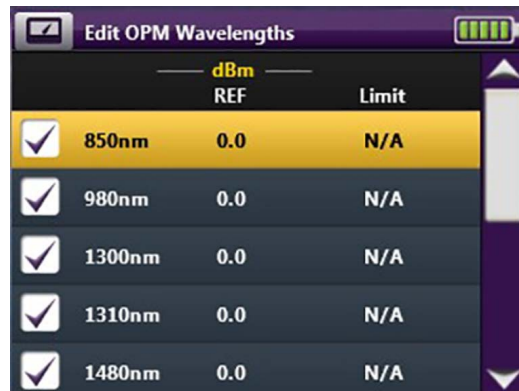 Edit OPM Wavelengths
dBm
REF Limit
850nm 0.0 N/A
980nm 0.0 N/A
1300nm 0.0 N/A
1310nm 0.0 N/A
1480nm 0.0 N/A